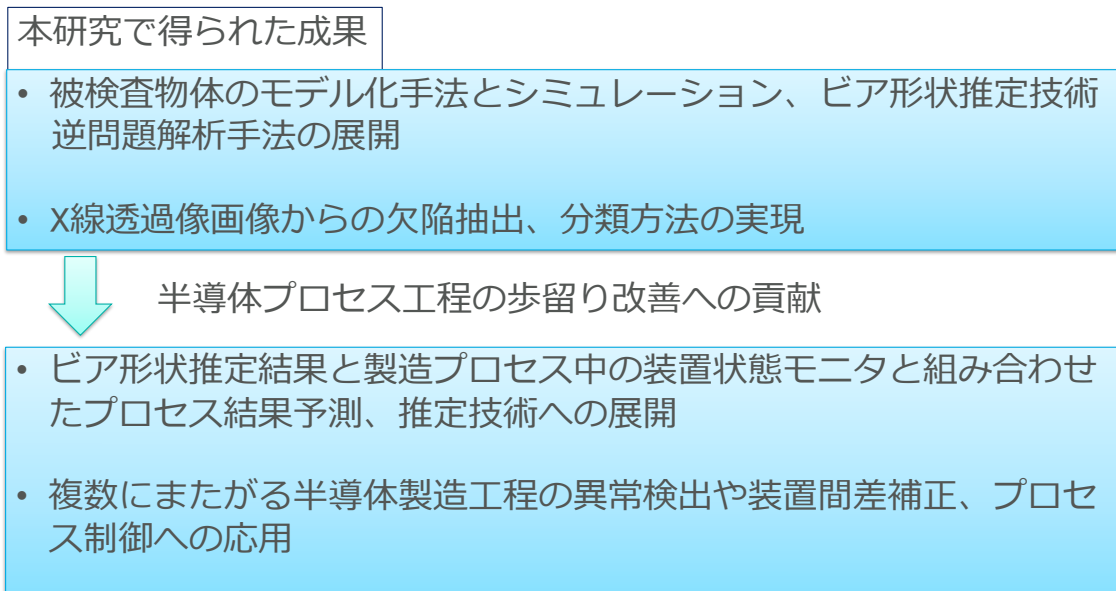 本研究で得られた成果
• 被検査物体のモデル化手法とシミュレーション、ビア形状推定技術
逆問題解析手法の展開
• X線透過像画像からの欠陥抽出、分類方法の実現
半導体プロセス工程の歩留り改善への貢献
• ビア形状推定結果と製造プロセス中の装置状態モニタと組み合わせ
たプロセス結果予測、推定技術への展開
• 複数にまたがる半導体製造工程の異常検出や装置間差補正、プロセ
ス制御への応用